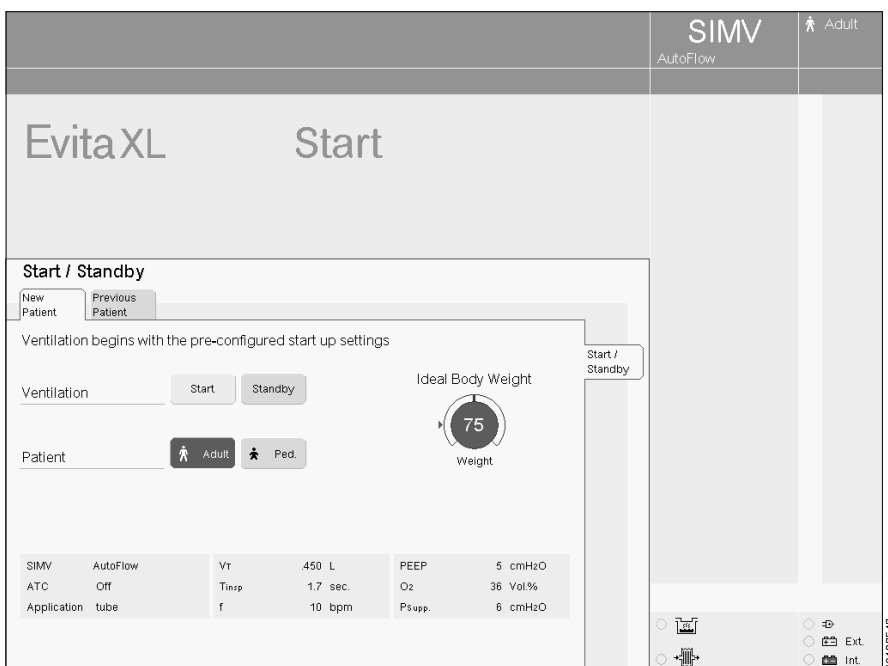 SIMV
Adult
AutoFlow
EvitaXL Start
Start / Standby
New Patient
Previous Patient
Ventilation begins with the pre-configured start up settings
Start / Standby
Ideal Body Weight
Ventilation Start Standby
75
Weight
Patient Adult Ped.
SIMV AutoFlow VT .450 L PEEP 5 cmH2O
ATC Off Tinsp 1.7 sec. O2 36 Vol.%
Application tube f 10 bpm Psupp. 6 cmH2O
Ext.
Int.